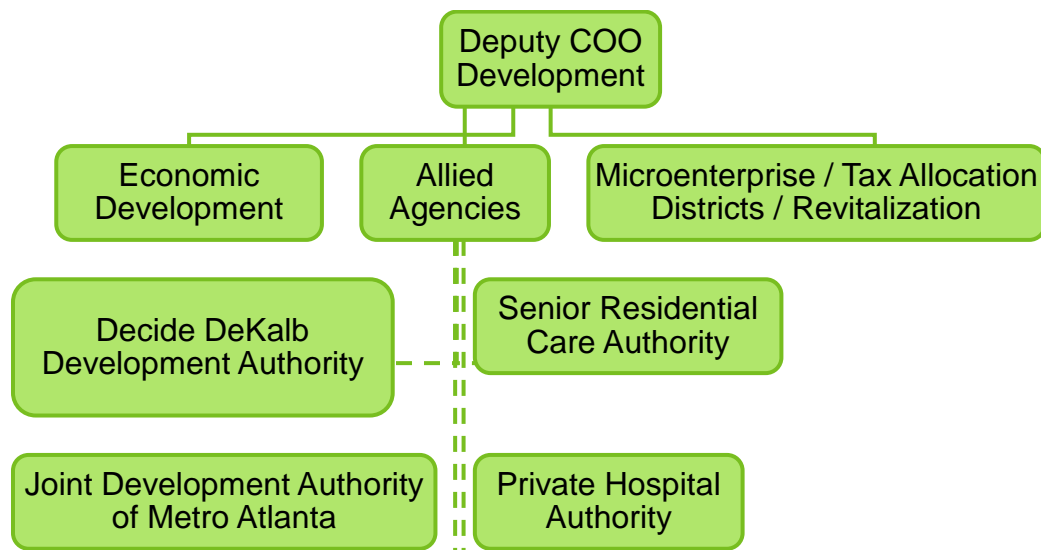 Deputy COO
Development
Economic
Development
Allied
Agencies
Microenterprise / Tax Allocation
Districts / Revitalization
Decide DeKalb
Development Authority
Senior Residential
Care Authority
Joint Development Authority
of Metro Atlanta
Private Hospital
Authority